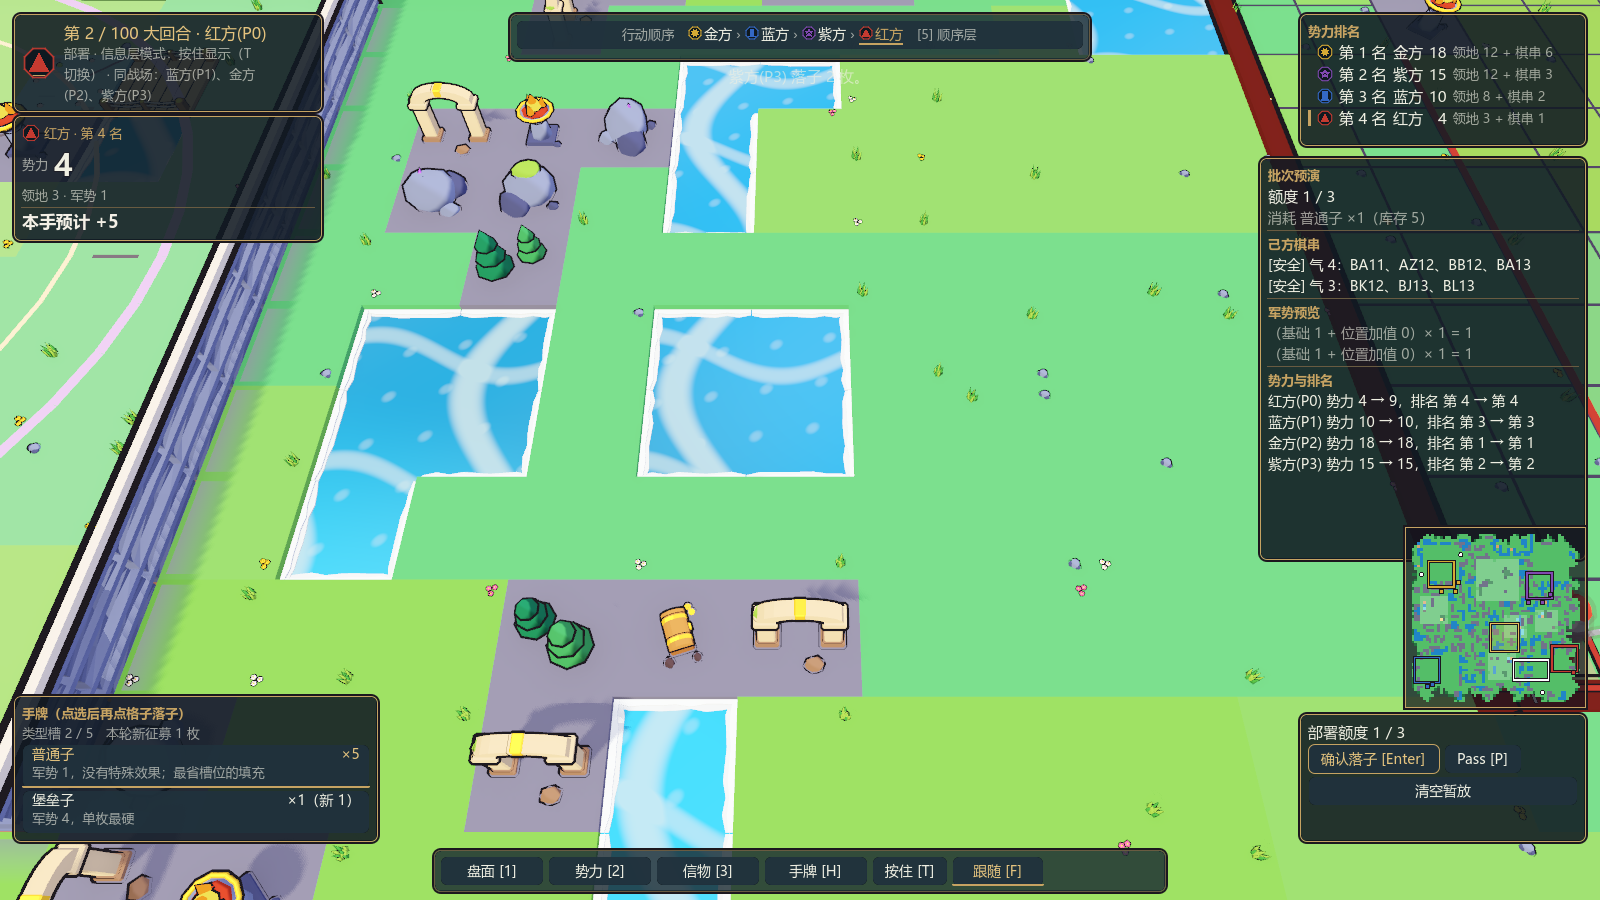 第 2 / 100 大回合 · 红方(P0)
部署 · 信息层模式：按住显示（T
切换） · 同战场：蓝方(P1)、金方
(P2)、紫方(P3)
红方 · 第 4 名
势力 4
领地 3 · 军势 1
本手预计 +5
行动顺序 金方 › 蓝方 › 紫方 › 红方 [5] 顺序层
紫方(P3) 落子 2 枚。
势力排名
第 1 名 金方 18 领地 12 + 棋串 6
第 2 名 紫方 15 领地 12 + 棋串 3
第 3 名 蓝方 10 领地 8 + 棋串 2
第 4 名 红方 4 领地 3 + 棋串 1
批次预演
额度 1 / 3
消耗 普通子 ×1（库存 5）
己方棋串
[安全] 气 4：BA11、AZ12、BB12、BA13
[安全] 气 3：BK12、BJ13、BL13
军势预览
（基础 1 + 位置加值 0）× 1 = 1
（基础 1 + 位置加值 0）× 1 = 1
势力与排名
红方(P0) 势力 4 → 9，排名 第 4 → 第 4
蓝方(P1) 势力 10 → 10，排名 第 3 → 第 3
金方(P2) 势力 18 → 18，排名 第 1 → 第 1
紫方(P3) 势力 15 → 15，排名 第 2 → 第 2
手牌（点选后再点格子落子）
类型槽 2 / 5 本轮新征募 1 枚
普通子 ×5
军势 1，没有特殊效果；最省槽位的填充
堡垒子 ×1（新 1）
军势 4，单枚最硬
部署额度 1 / 3
确认落子 [Enter] Pass [P]
清空暂放
盘面 [1] 势力 [2] 信物 [3] 手牌 [H] 按住 [T] 跟随 [F]